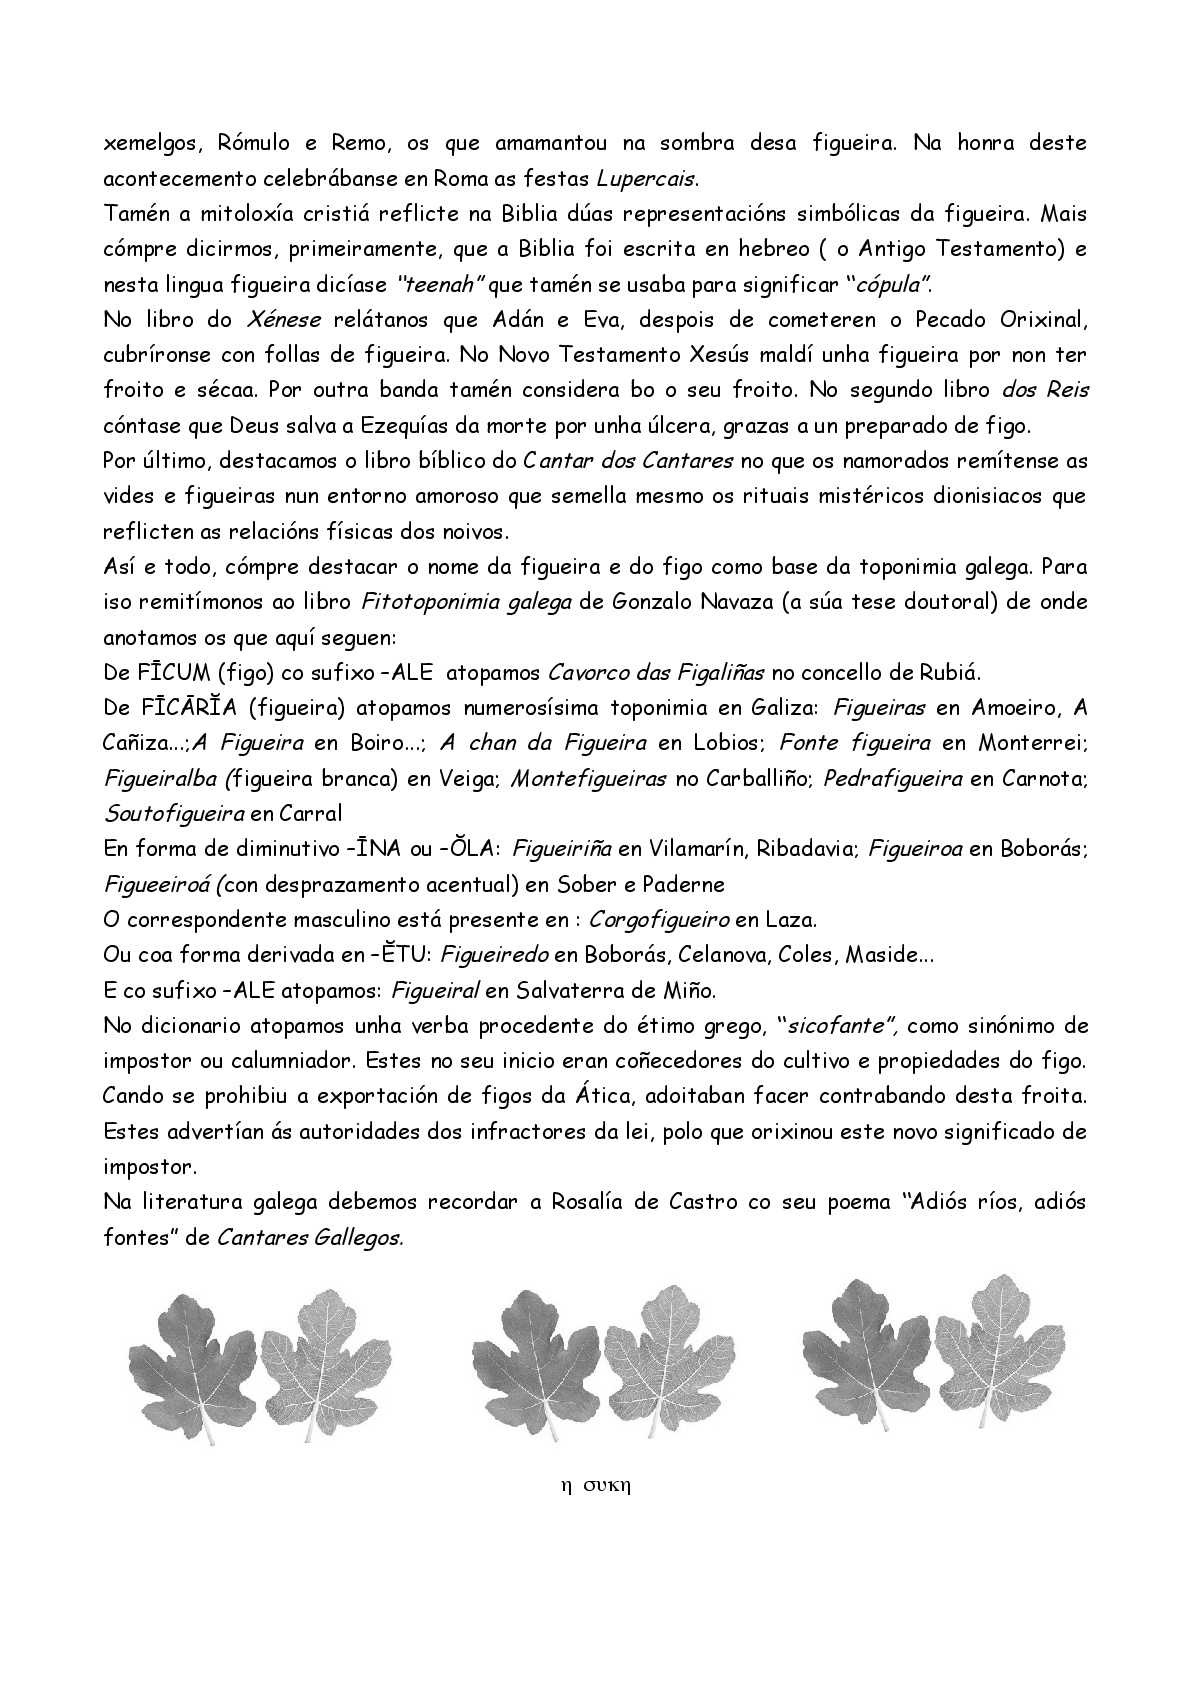 xemelgos, Rómulo e Remo, os que amamantou na sombra desa figueira. Na honra deste
acontecemento celebrábanse en Roma as festas Lupercais.
Tamén a mitoloxía cristiá reflicte na Biblia dúas representacións simbólicas da figueira. Mais
cómpre dicirmos, primeiramente, que a Biblia foi escrita en hebreo ( o Antigo Testamento) e
nesta lingua figueira dicíase “teenah” que tamén se usaba para significar “cópula”.
No libro do Xénese relátanos que Adán e Eva, despois de cometeren o Pecado Orixinal,
cubríronse con follas de figueira. No Novo Testamento Xesús maldí unha figueira por non ter
froito e sécaa. Por outra banda tamén considera bo o seu froito. No segundo libro dos Reis
cóntase que Deus salva a Ezequías da morte por unha úlcera, grazas a un preparado de figo.
Por último, destacamos o libro bíblico do Cantar dos Cantares no que os namorados remítense as
vides e figueiras nun entorno amoroso que semella mesmo os rituais mistéricos dionisiacos que
reflicten as relacións físicas dos noivos.
Así e todo, cómpre destacar o nome da figueira e do figo como base da toponimia galega. Para
iso remitímonos ao libro Fitotoponimia galega de Gonzalo Navaza (a súa tese doutoral) de onde
anotamos os que aquí seguen:
De FĪCUM (figo) co sufixo –ALE atopamos Cavorco das Figaliñas no concello de Rubiá.
De FĪCĀRĬA (figueira) atopamos numerosísima toponimia en Galiza: Figueiras en Amoeiro, A
Cañiza...;A Figueira en Boiro...; A chan da Figueira en Lobios; Fonte figueira en Monterrei;
Figueiralba (figueira branca) en Veiga; Montefigueiras no Carballiño; Pedrafigueira en Carnota;
Soutofigueira en Carral
En forma de diminutivo –ĪNA ou –ŎLA: Figueiriña en Vilamarín, Ribadavia; Figueiroa en Boborás;
Figueeiroá (con desprazamento acentual) en Sober e Paderne
O correspondente masculino está presente en : Corgofigueiro en Laza.
Ou coa forma derivada en –ĔTU: Figueiredo en Boborás, Celanova, Coles, Maside...
E co sufixo –ALE atopamos: Figueiral en Salvaterra de Miño.
No dicionario atopamos unha verba procedente do étimo grego, “sicofante”, como sinónimo de
impostor ou calumniador. Estes no seu inicio eran coñecedores do cultivo e propiedades do figo.
Cando se prohibiu a exportación de figos da Ática, adoitaban facer contrabando desta froita.
Estes advertían ás autoridades dos infractores da lei, polo que orixinou este novo significado de
impostor.
Na literatura galega debemos recordar a Rosalía de Castro co seu poema “Adiós ríos, adiós
fontes” de Cantares Gallegos.
η συκη